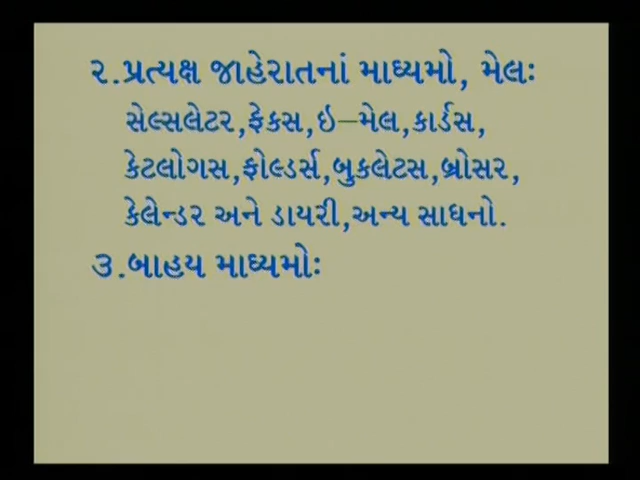 ૨.પ્રત્યક્ષ જાહેરાતનાં માધ્યમો, મેલઃ
સેલ્સલેટર,ફેકસ,ઇ–મેલ,કાર્ડસ,
કેટલોગસ,ફોલ્ડર્સ,બુકલેટસ,બ્રોસર,
કેલેન્ડર અને ડાયરી,અન્ય સાધનો.
૩.બાહય માધ્યમોઃ